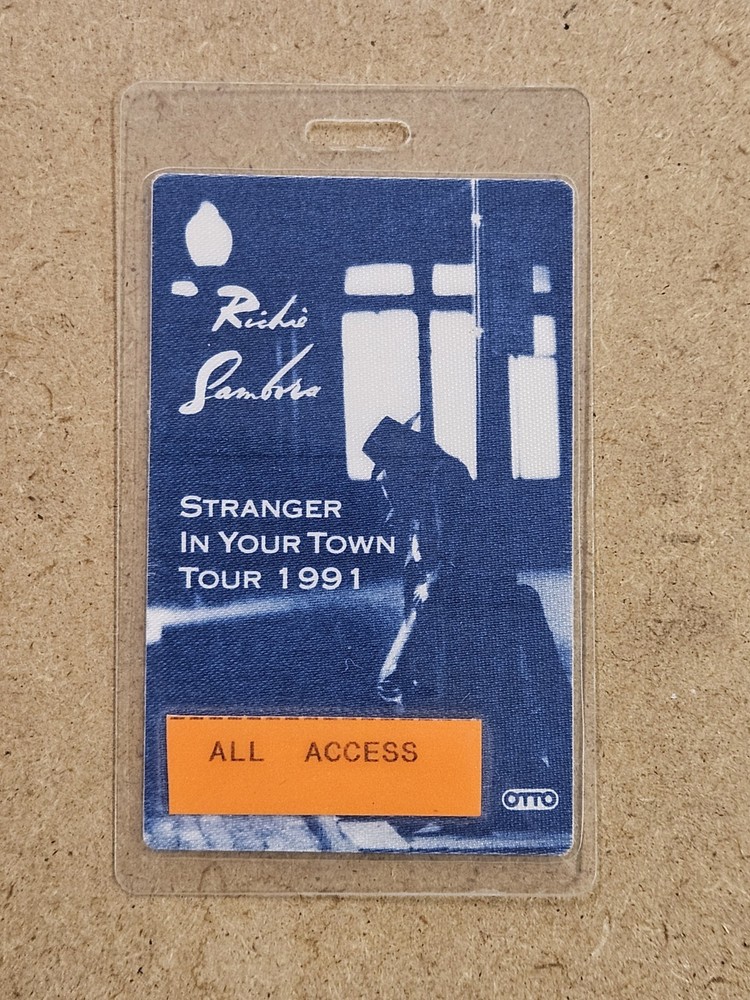 Richie
Sambora
STRANGER
IN YOUR TOWN
TOUR 1991
ALL ACCESS
OTTO